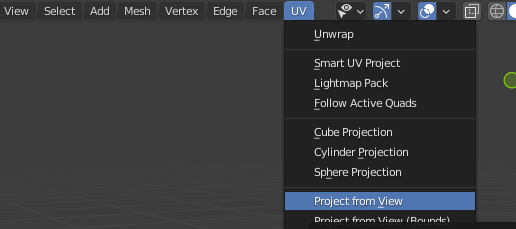 View Select Add Mesh Vertex Edge Face UV
Unwrap
Smart UV Project
Lightmap Pack
Follow Active Quads
Cube Projection
Cylinder Projection
Sphere Projection
Project from View
Project from View (Bounds)